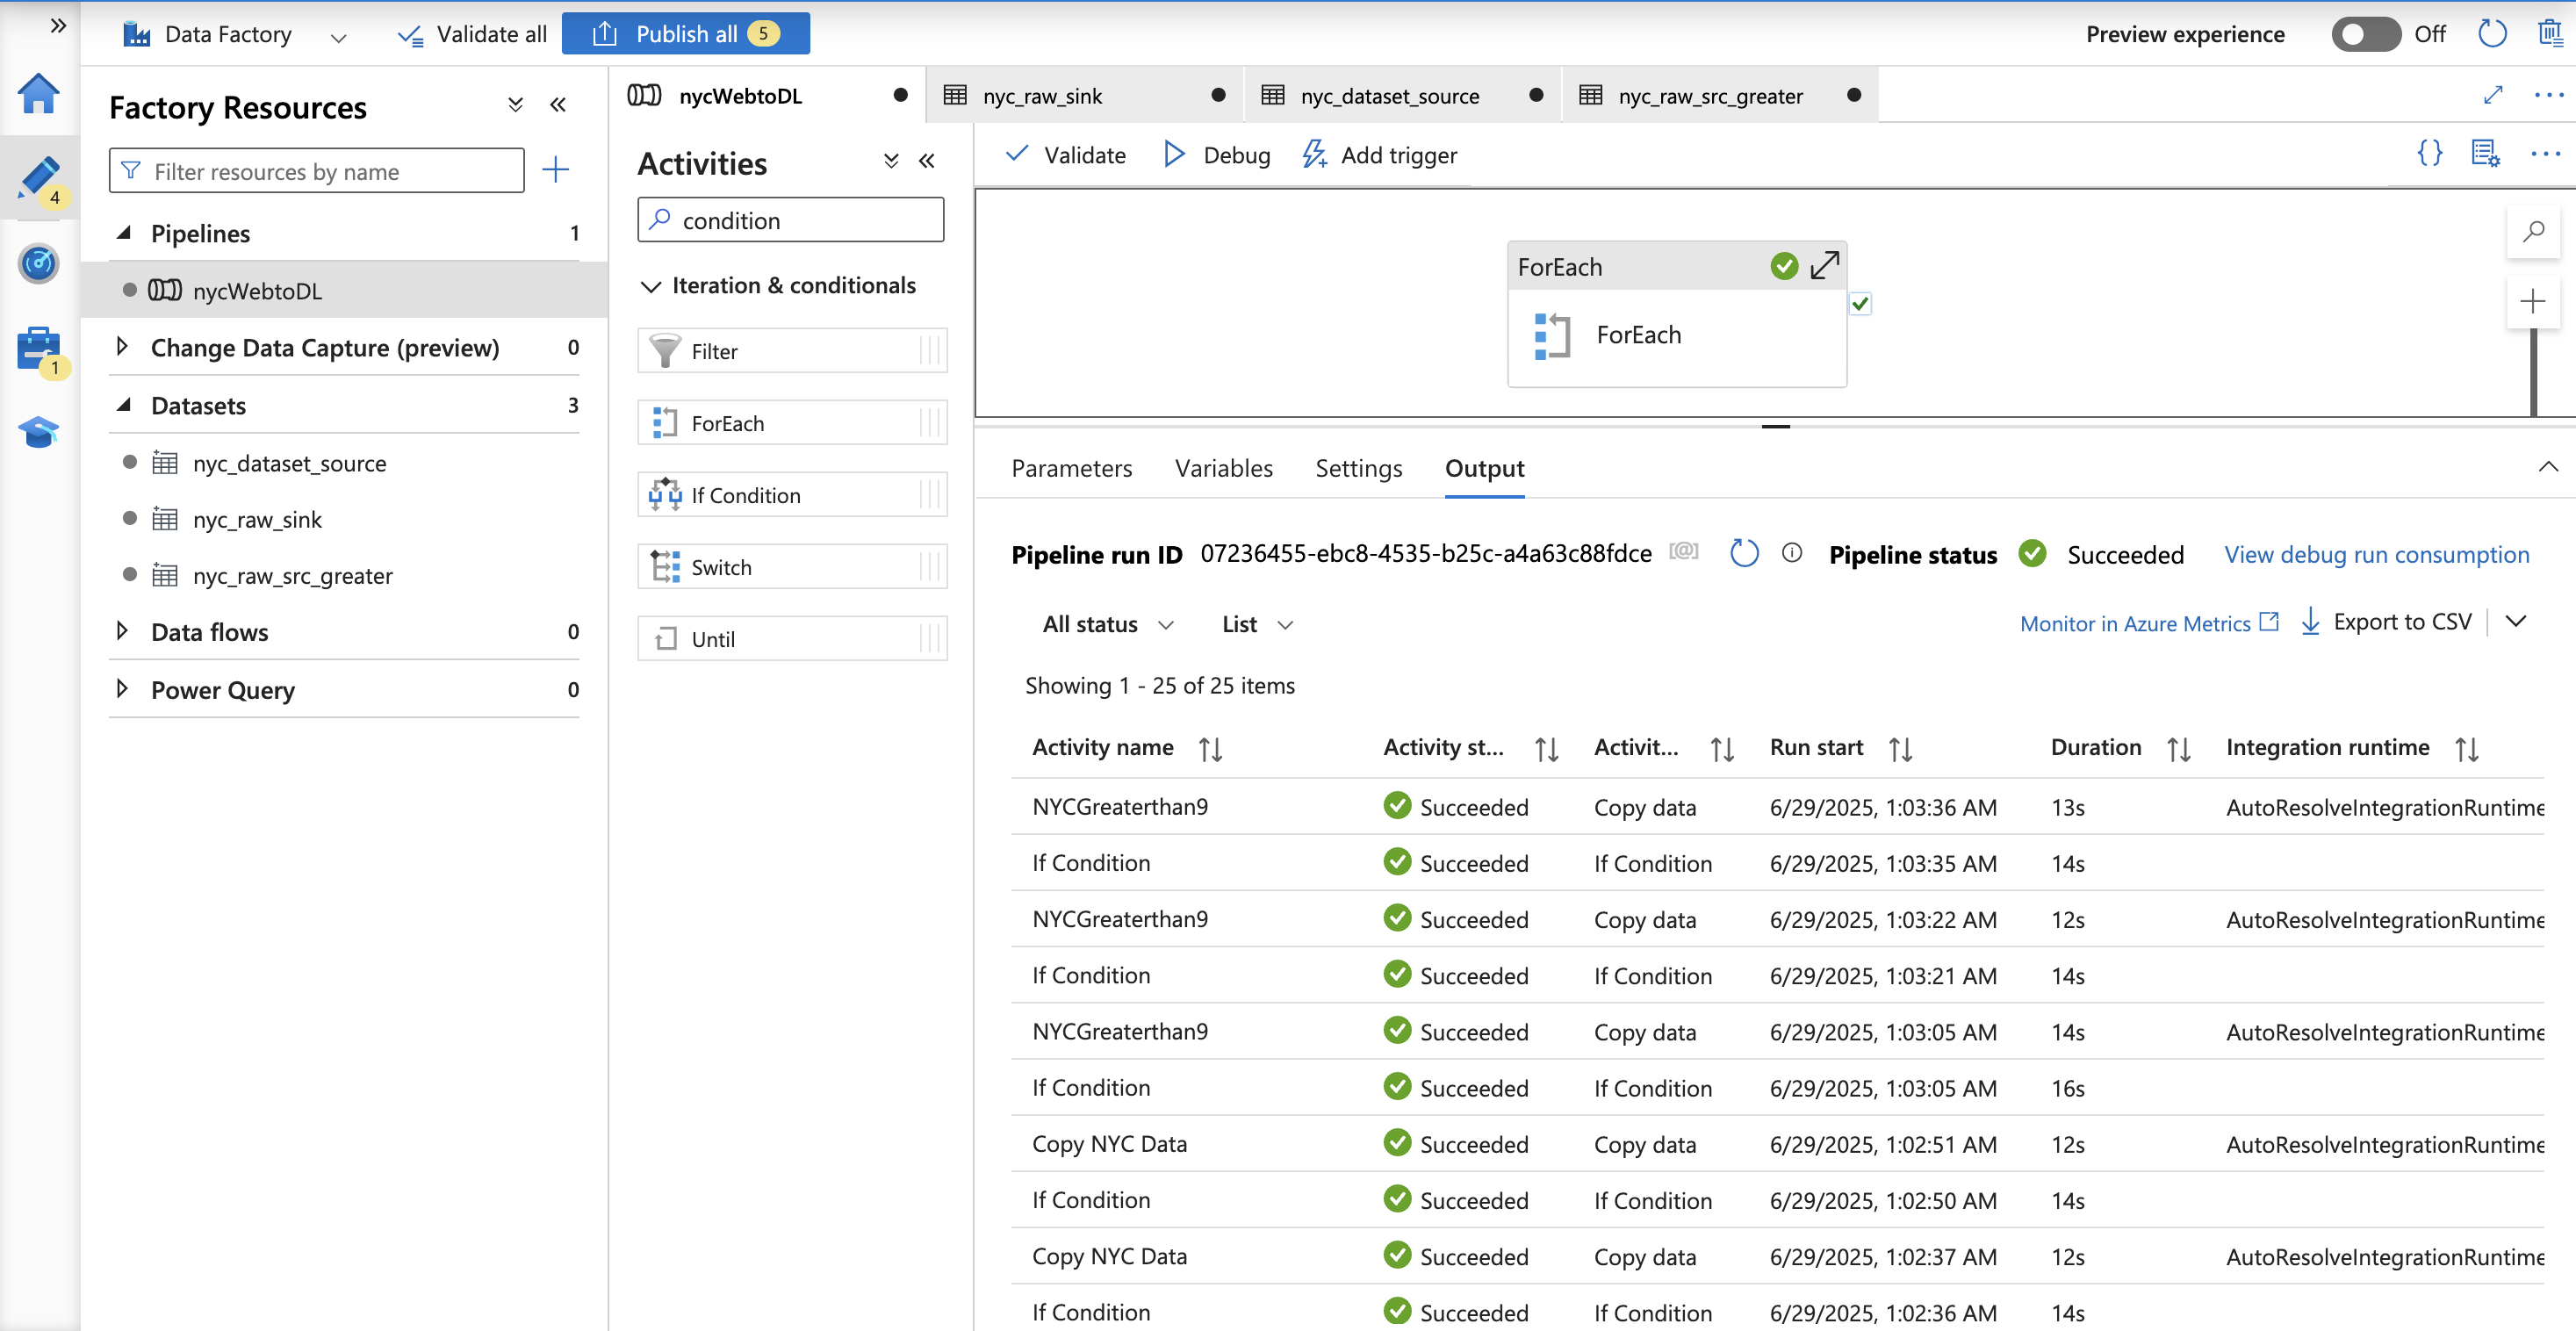 Data Factory
Validate all
Publish all 5
Preview experience Off
4
1
Factory Resources
Filter resources by name
Pipelines 1
nycWebtoDL
Change Data Capture (preview) 0
Datasets 3
nyc_dataset_source
nyc_raw_sink
nyc_raw_src_greater
Data flows 0
Power Query 0
nycWebtoDL
nyc_raw_sink
nyc_dataset_source
nyc_raw_src_greater
Activities
condition
Iteration & conditionals
Filter
ForEach
If Condition
Switch
Until
Validate Debug Add trigger
ForEach
ForEach
Parameters Variables Settings Output
Pipeline run ID 07236455-ebc8-4535-b25c-a4a63c88fdce [@] Pipeline status Succeeded View debug run consumption
All status List Monitor in Azure Metrics Export to CSV
Showing 1 - 25 of 25 items
Activity name Activity st... Activit... Run start Duration Integration runtime
NYCGreaterthan9 Succeeded Copy data 6/29/2025, 1:03:36 AM 13s AutoResolveIntegrationRuntime
If Condition Succeeded If Condition 6/29/2025, 1:03:35 AM 14s
NYCGreaterthan9 Succeeded Copy data 6/29/2025, 1:03:22 AM 12s AutoResolveIntegrationRuntime
If Condition Succeeded If Condition 6/29/2025, 1:03:21 AM 14s
NYCGreaterthan9 Succeeded Copy data 6/29/2025, 1:03:05 AM 14s AutoResolveIntegrationRuntime
If Condition Succeeded If Condition 6/29/2025, 1:03:05 AM 16s
Copy NYC Data Succeeded Copy data 6/29/2025, 1:02:51 AM 12s AutoResolveIntegrationRuntime
If Condition Succeeded If Condition 6/29/2025, 1:02:50 AM 14s
Copy NYC Data Succeeded Copy data 6/29/2025, 1:02:37 AM 12s AutoResolveIntegrationRuntime
If Condition Succeeded If Condition 6/29/2025, 1:02:36 AM 14s